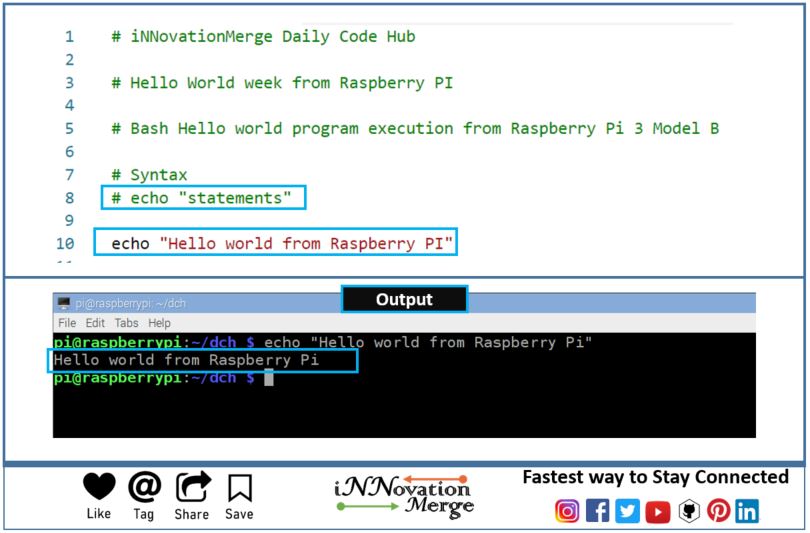 1 # iNNovationMerge Daily Code Hub
2
3 # Hello World week from Raspberry PI
4
5 # Bash Hello world program execution from Raspberry Pi 3 Model B
6
7 # Syntax
8 # echo "statements"
9
10 echo "Hello world from Raspberry PI"
Output
pi@raspberrypi: ~/dch
File Edit Tabs Help
pi@raspberrypi:~/dch $ echo "Hello world from Raspberry Pi"
Hello world from Raspberry Pi
pi@raspberrypi:~/dch $
Like Tag Share Save
iNNovation
Merge
Fastest way to Stay Connected